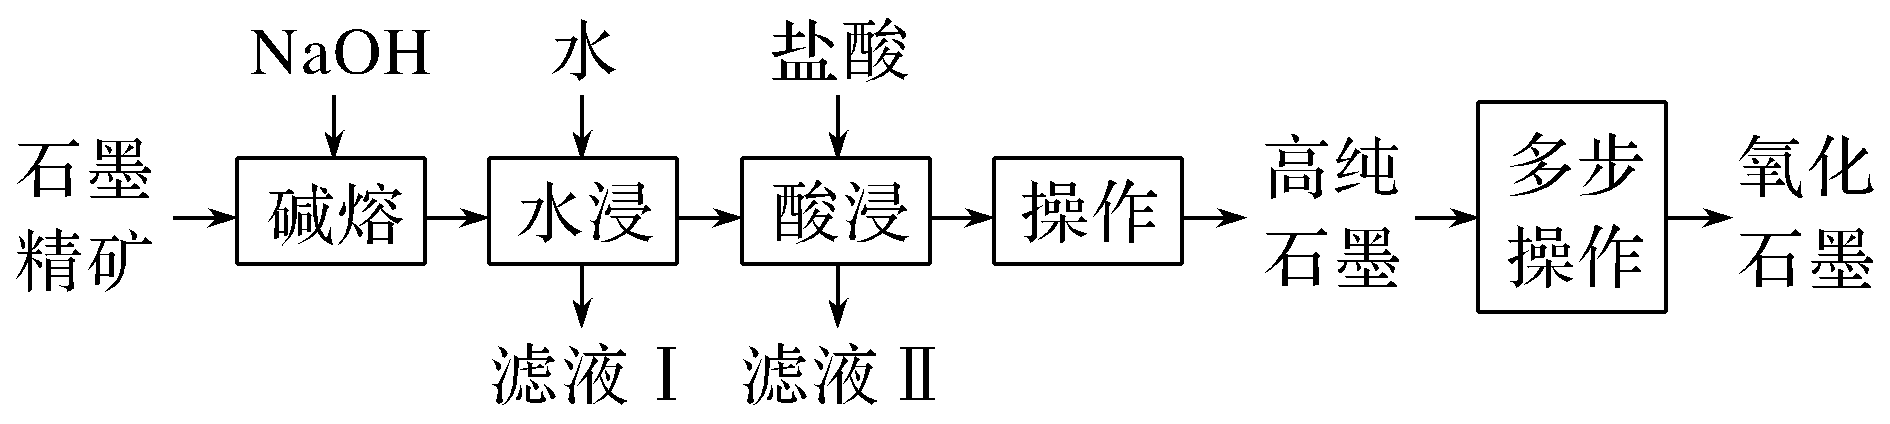 NaOH
水
盐酸
石墨
精矿
碱熔
水浸
酸浸
操作
高纯
石墨
多步
操作
氧化
石墨
滤液Ⅰ
滤液Ⅱ